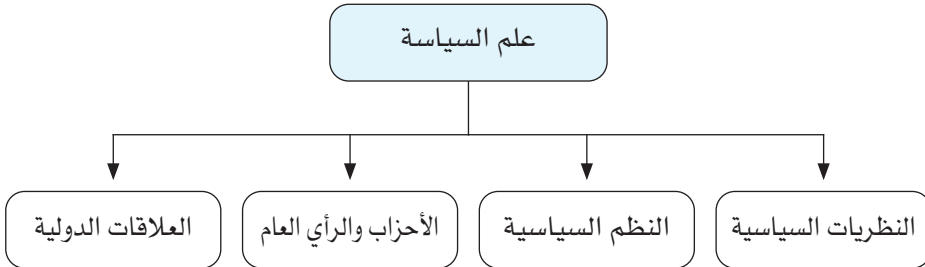 علم السياسة
النظريات السياسية
النظم السياسية
الأحزاب والرأي العام
العلاقات الدولية